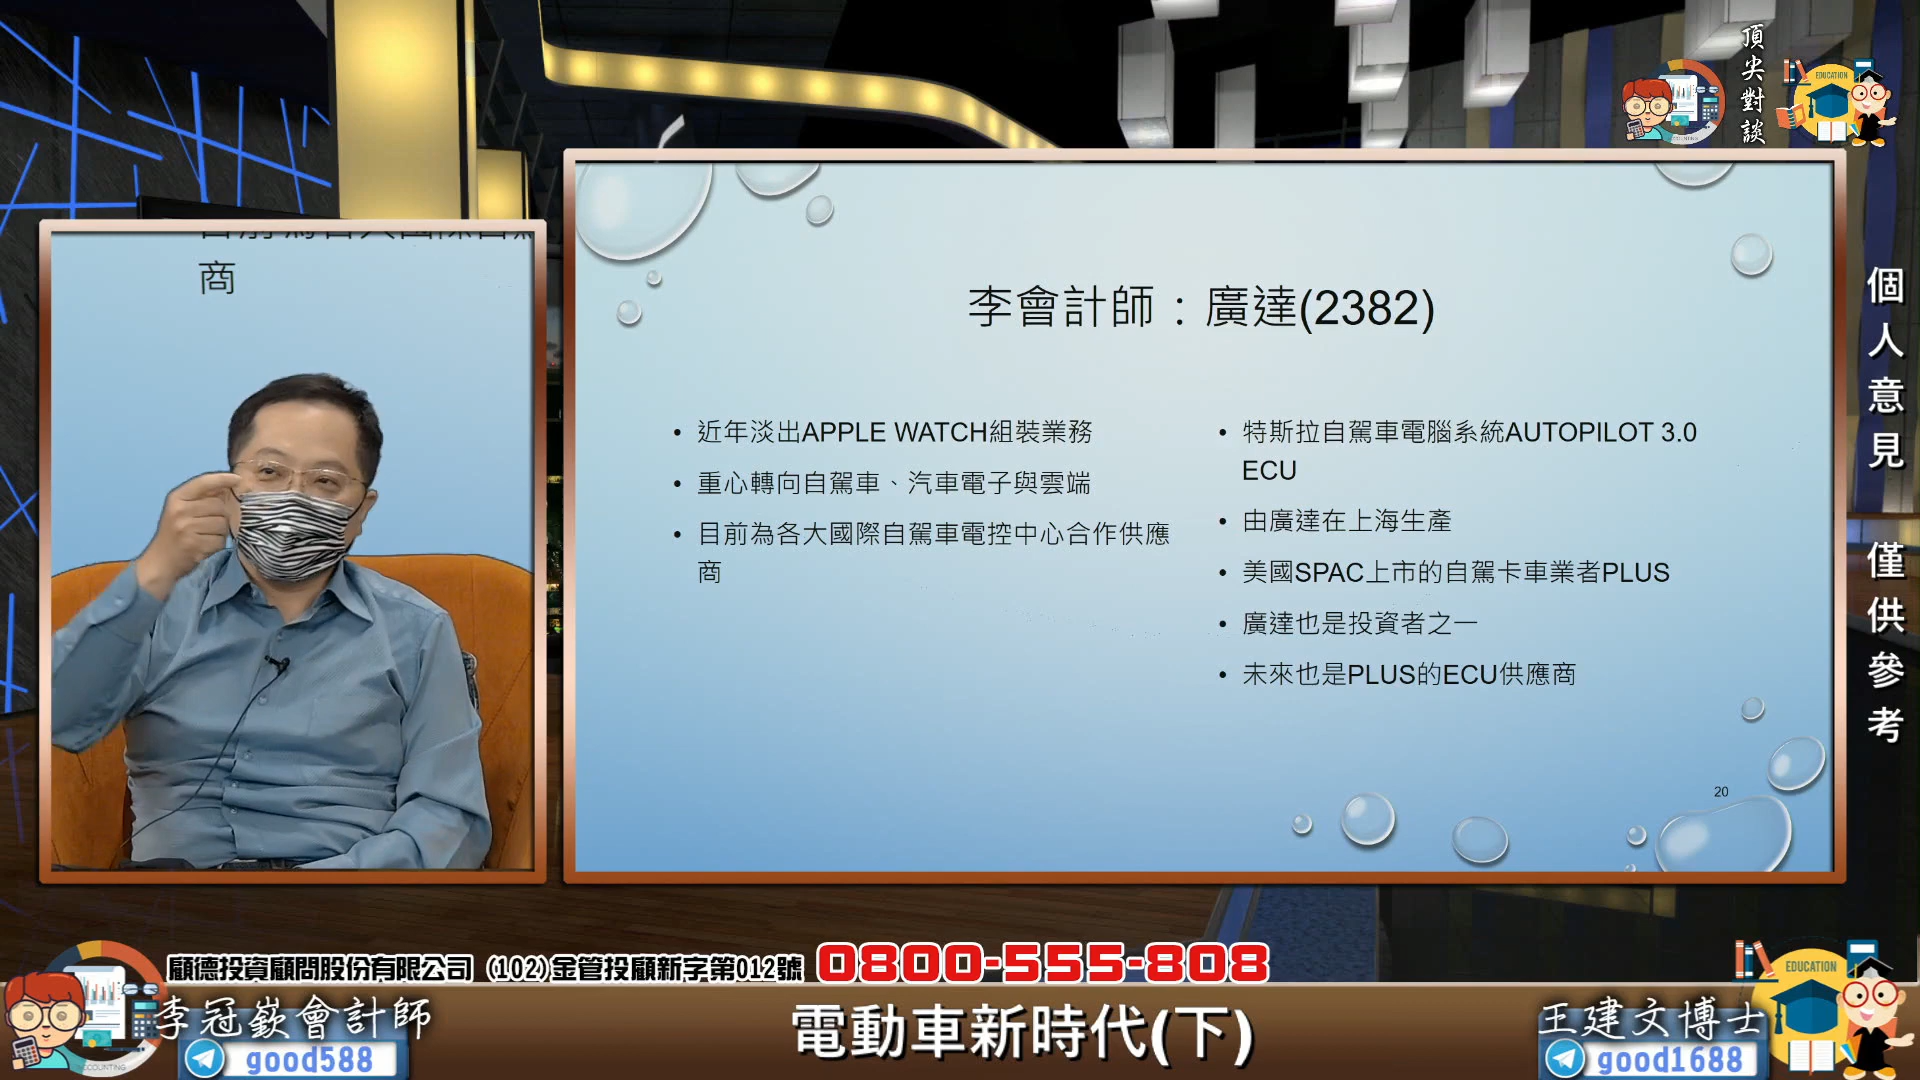 頂尖對談
EDUCATION
商
李會計師：廣達(2382)
• 近年淡出APPLE WATCH組裝業務
• 重心轉向自駕車、汽車電子與雲端
• 目前為各大國際自駕車電控中心合作供應
商
• 特斯拉自駕車電腦系統AUTOPILOT 3.0
ECU
• 由廣達在上海生產
• 美國SPAC上市的自駕卡車業者PLUS
• 廣達也是投資者之一
• 未來也是PLUS的ECU供應商
20
個人意見 僅供參考
顧德投資顧問股份有限公司 (102)金管投顧新字第012號 0800-555-808
李冠嶔會計師
good588
ACCOUNTING
電動車新時代(下)
王建文博士
good1688
EDUCATION